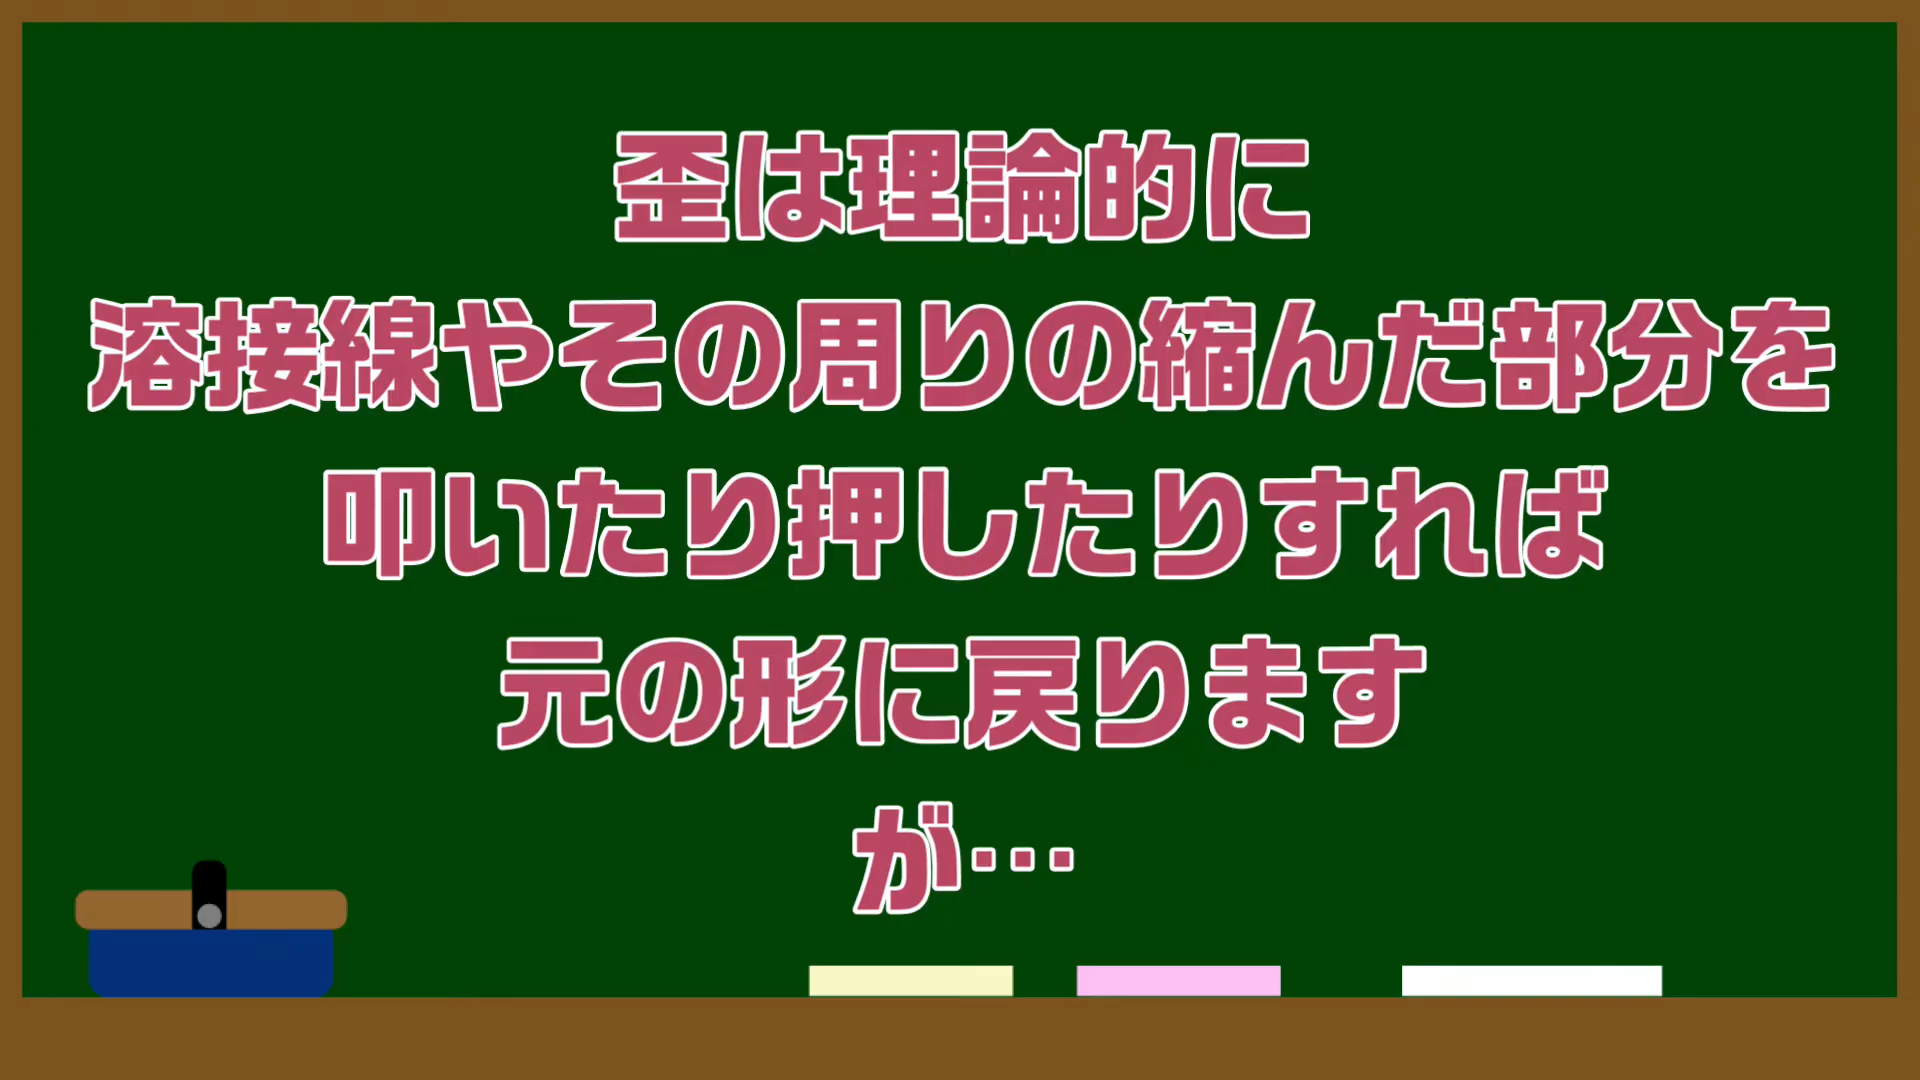 歪は理論的に
溶接線やその周りの縮んだ部分を
叩いたり押したりすれば
元の形に戻ります
が…